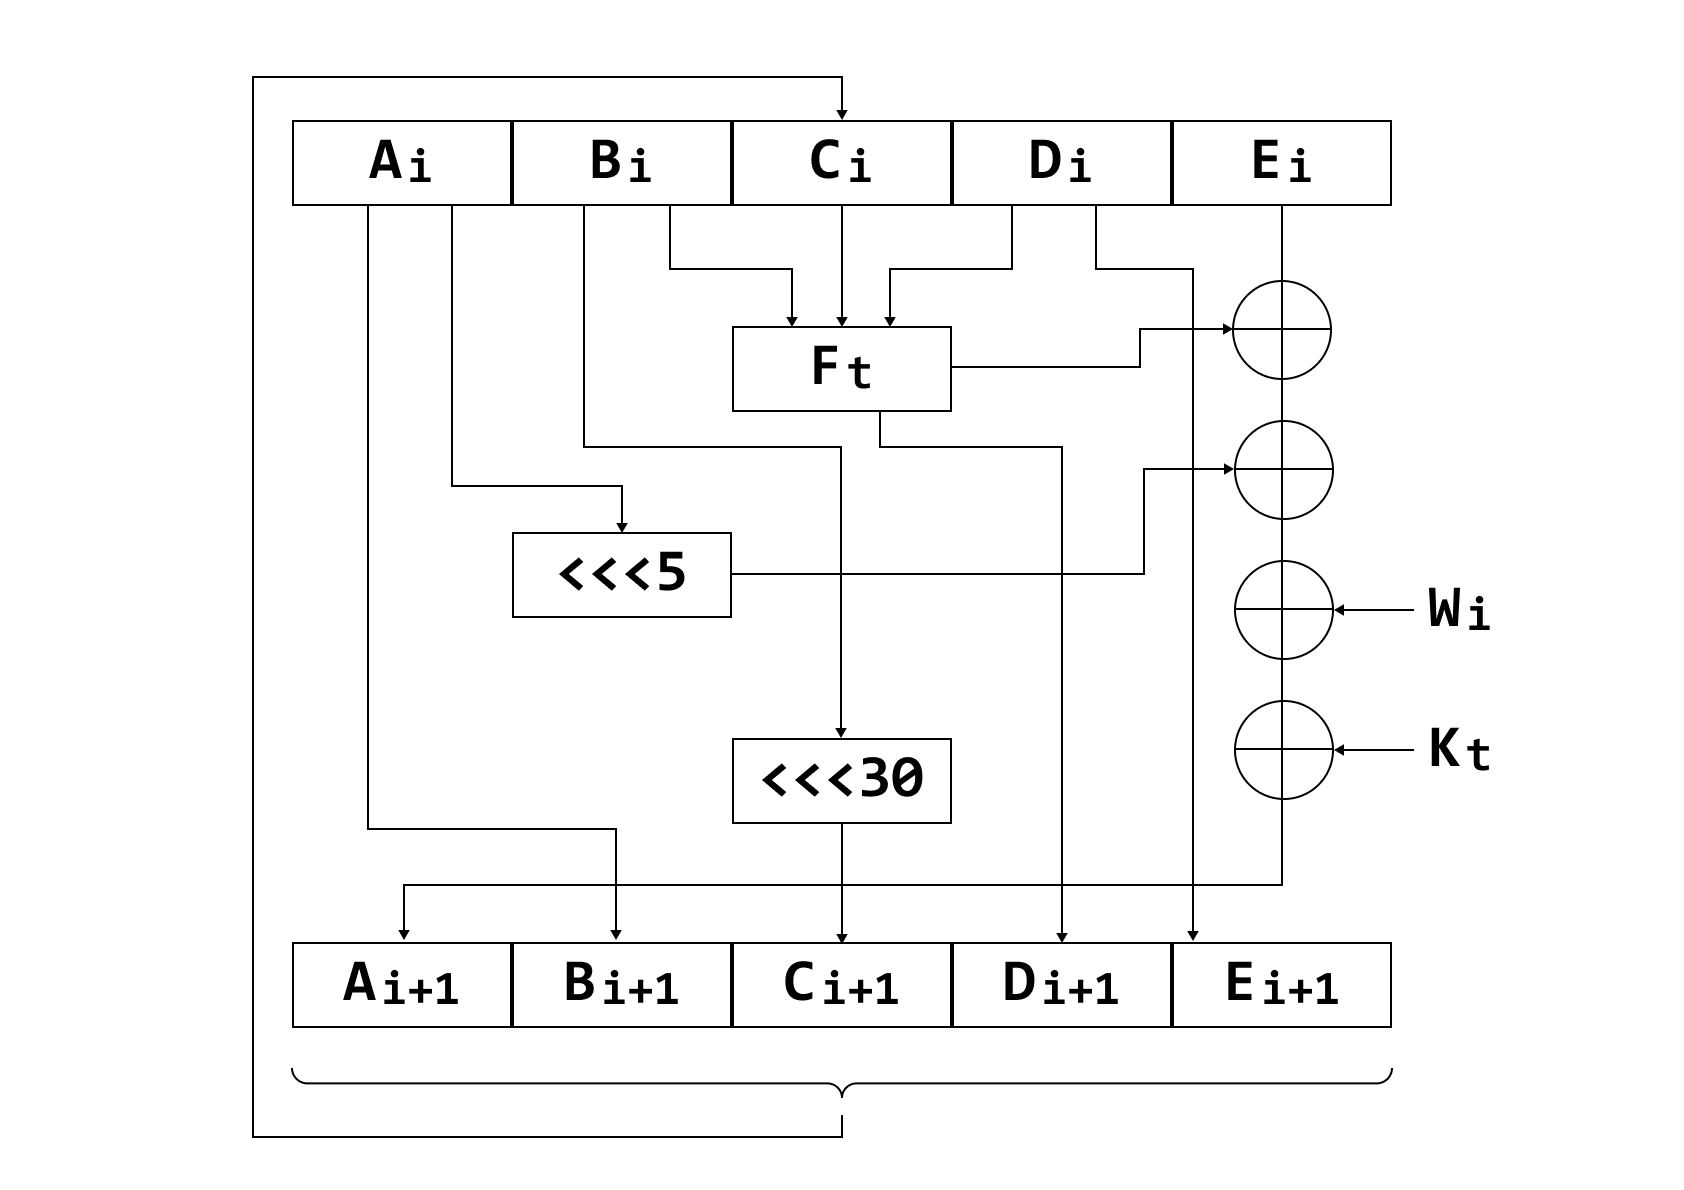 Ai Bi Ci Di Ei
Ft
<<<5
Wi
Kt
<<<30
Ai+1 Bi+1 Ci+1 Di+1 Ei+1